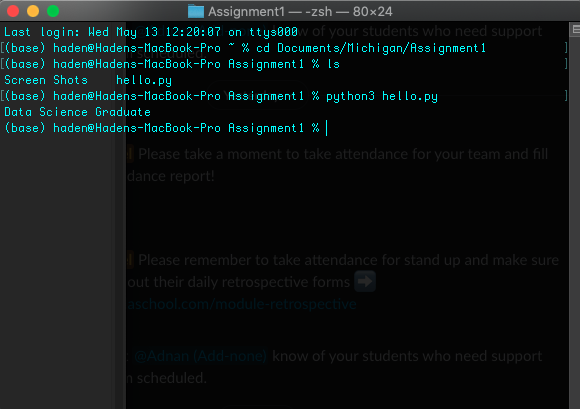 Assignment1 — -zsh — 80×24
Last login: Wed May 13 12:20:07 on ttys000
[(base) haden@Hadens-MacBook-Pro ~ % cd Documents/Michigan/Assignment1 ]
[(base) haden@Hadens-MacBook-Pro Assignment1 % ls ]
Screen Shots hello.py
[(base) haden@Hadens-MacBook-Pro Assignment1 % python3 hello.py ]
Data Science Graduate
(base) haden@Hadens-MacBook-Pro Assignment1 %
know of your students who need support
Please take a moment to take attendance for your team and fill
dance report!
Please remember to take attendance for stand up and make sure
out their daily retrospective forms
aschool.com/module-retrospective
@Adnan (Add-none) know of your students who need support
m scheduled.